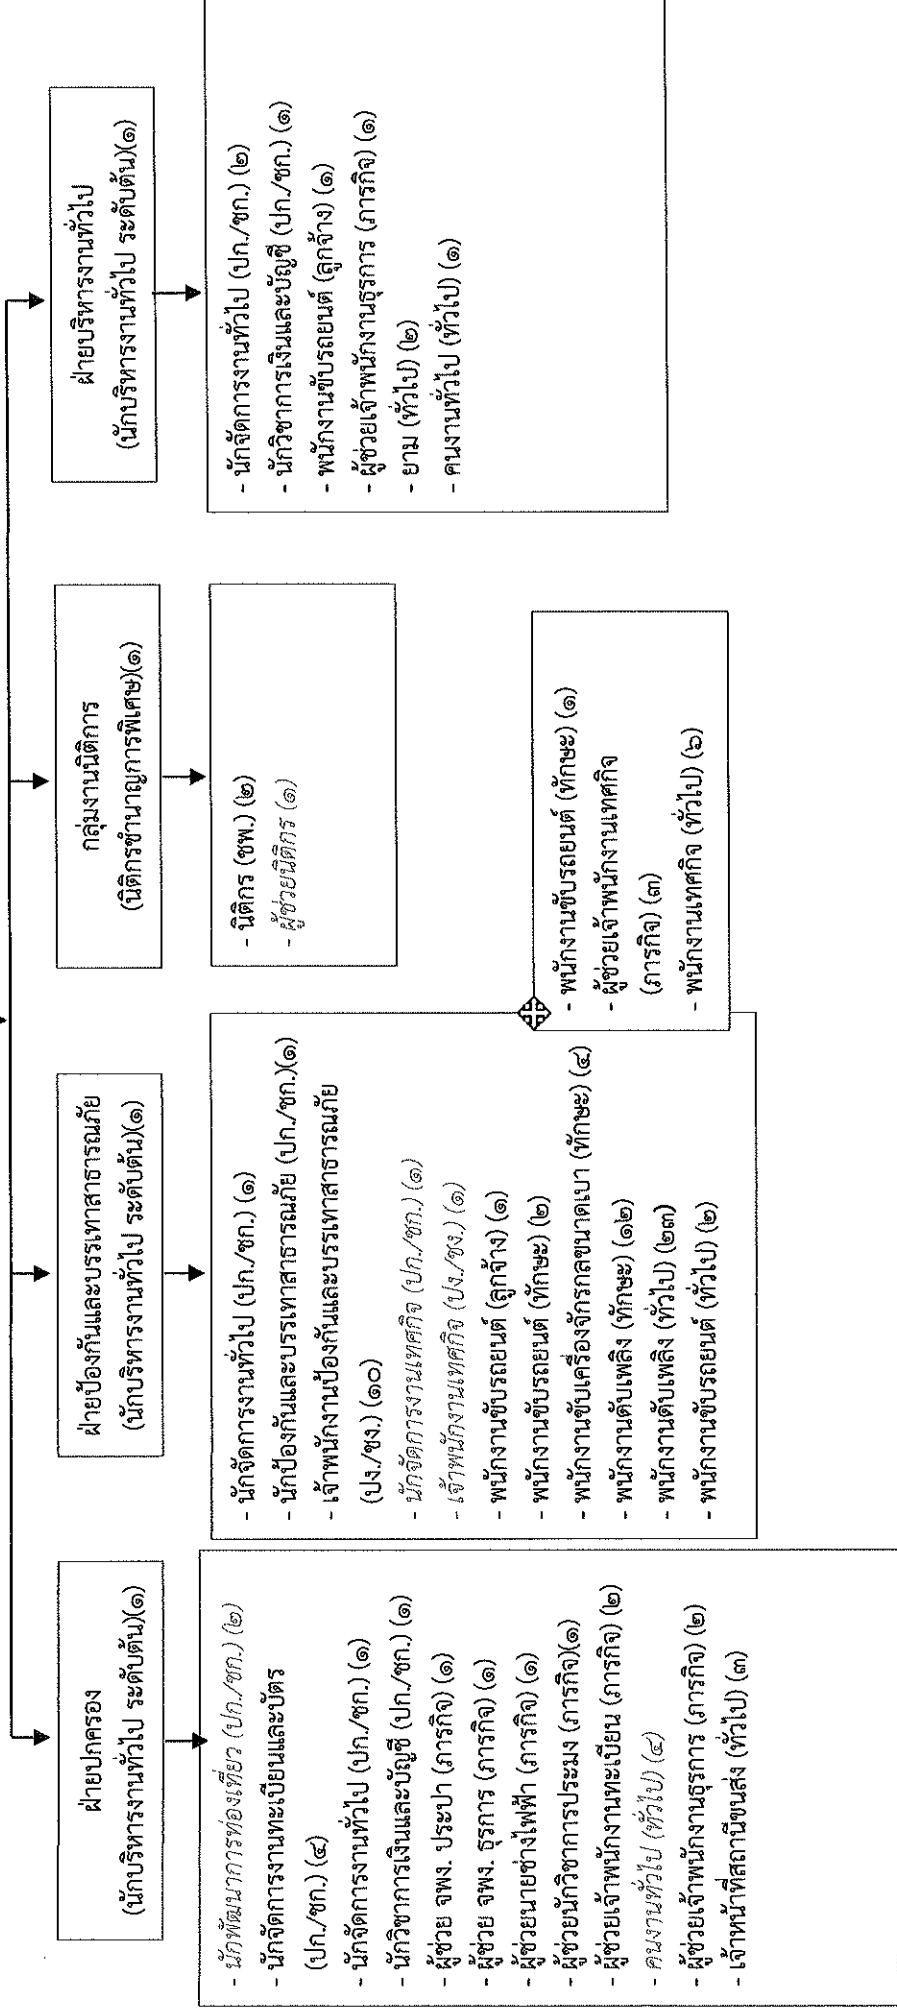 ฝ่ายปกครอง
(นักบริหารงานทั่วไป ระดับต้น)(๑)
- นักพัฒนาการท่องเที่ยว (ปก./ชก.) (๒)
- นักจัดการงานทะเบียนและบัตร
(ปก./ชก.) (๔)
- นักจัดการงานทั่วไป (ปก./ชก.) (๑)
- นักวิชาการเงินและบัญชี (ปก./ชก.) (๑)
- ผู้ช่วย จพง. ประปา (ภารกิจ) (๑)
- ผู้ช่วย จพง. ธุรการ (ภารกิจ) (๑)
- ผู้ช่วยนายช่างไฟฟ้า (ภารกิจ) (๑)
- ผู้ช่วยนักวิชาการประมง (ภารกิจ)(๑)
- ผู้ช่วยเจ้าพนักงานทะเบียน (ภารกิจ) (๒)
- คนงานทั่วไป (ทั่วไป) (๔)
- ผู้ช่วยเจ้าพนักงานธุรการ (ภารกิจ) (๒)
- เจ้าหน้าที่สถานีขนส่ง (ทั่วไป) (๓)
ฝ่ายป้องกันและบรรเทาสาธารณภัย
(นักบริหารงานทั่วไป ระดับต้น)(๑)
- นักจัดการงานทั่วไป (ปก./ชก.) (๑)
- นักป้องกันและบรรเทาสาธารณภัย (ปก./ชก.)(๑)
- เจ้าพนักงานป้องกันและบรรเทาสาธารณภัย
(ปง./ชง.) (๑๐)
- นักจัดการงานเทศกิจ (ปก./ชก.) (๑)
- เจ้าพนักงานเทศกิจ (ปง./ชง.) (๑)
- พนักงานขับรถยนต์ (ลูกจ้าง) (๑)
- พนักงานขับรถยนต์ (ทักษะ) (๒)
- พนักงานขับเครื่องจักรกลขนาดเบา (ทักษะ) (๔)
- พนักงานดับเพลิง (ทักษะ) (๑๒)
- พนักงานดับเพลิง (ทั่วไป) (๒๓)
- พนักงานขับรถยนต์ (ทั่วไป) (๒)
- พนักงานขับรถยนต์ (ทักษะ) (๑)
- ผู้ช่วยเจ้าพนักงานเทศกิจ
(ภารกิจ) (๓)
- พนักงานเทศกิจ (ทั่วไป) (๖)
กลุ่มงานนิติการ
(นิติกรชำนาญการพิเศษ)(๑)
- นิติกร (ชพ.) (๒)
- ผู้ช่วยนิติกร (๑)
ฝ่ายบริหารงานทั่วไป
(นักบริหารงานทั่วไป ระดับต้น)(๑)
- นักจัดการงานทั่วไป (ปก./ชก.) (๒)
- นักวิชาการเงินและบัญชี (ปก./ชก.) (๑)
- พนักงานขับรถยนต์ (ลูกจ้าง) (๑)
- ผู้ช่วยเจ้าพนักงานธุรการ (ภารกิจ) (๑)
- ยาม (ทั่วไป) (๒)
- คนงานทั่วไป (ทั่วไป) (๑)